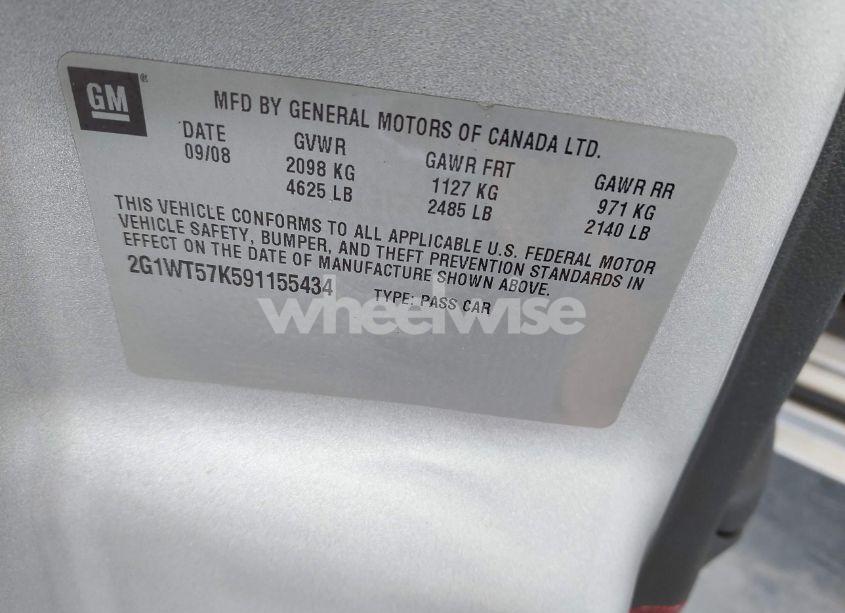 GM
MFD BY GENERAL MOTORS OF CANADA LTD.
DATE GVWR GAWR FRT GAWR RR
09/08 2098 KG 1127 KG 971 KG
4625 LB 2485 LB 2140 LB
THIS VEHICLE CONFORMS TO ALL APPLICABLE U.S. FEDERAL MOTOR
VEHICLE SAFETY, BUMPER, AND THEFT PREVENTION STANDARDS IN
EFFECT ON THE DATE OF MANUFACTURE SHOWN ABOVE.
2G1WT57K591155434 TYPE: PASS CAR
wheelwise